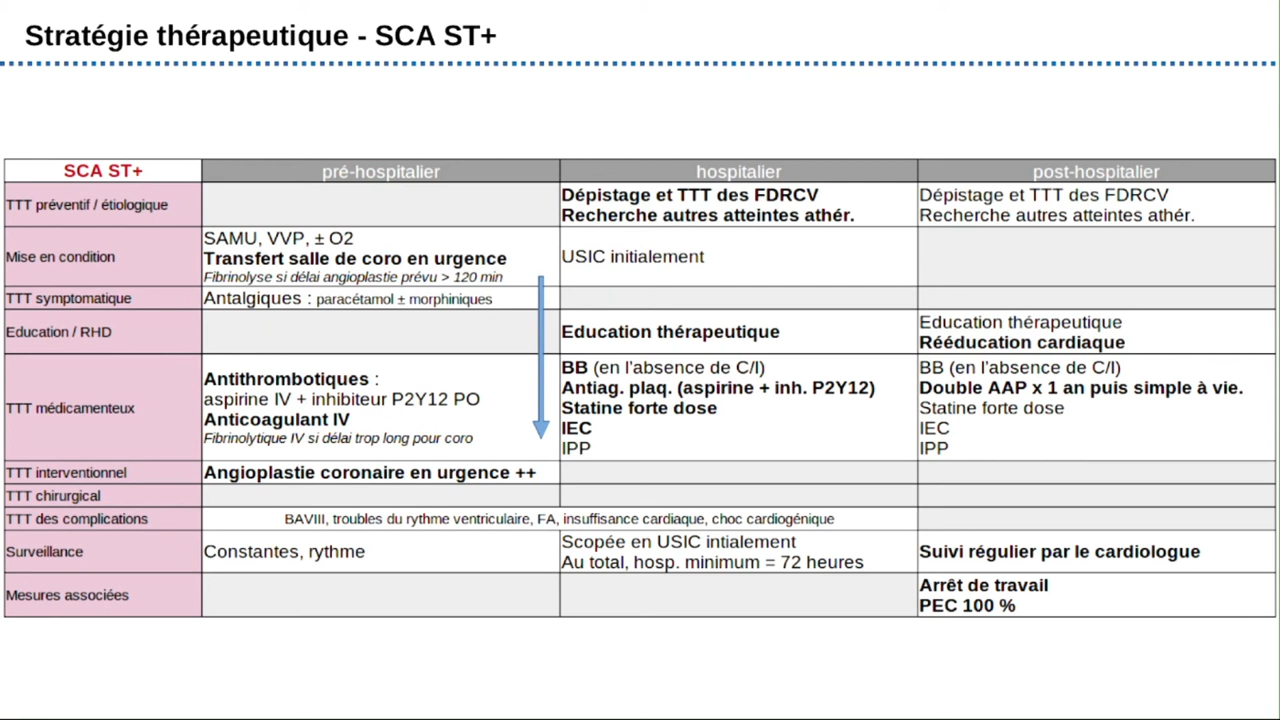 Stratégie thérapeutique - SCA ST+
SCA ST+
pré-hospitalier
hospitalier
post-hospitalier
TTT préventif / étiologique
Dépistage et TTT des FDRCV
Recherche autres atteintes athér.
Dépistage et TTT des FDRCV
Recherche autres atteintes athér.
Mise en condition
SAMU, VVP, ± O2
Transfert salle de coro en urgence
Fibrinolyse si délai angioplastie prévu > 120 min
USIC initialement
TTT symptomatique
Antalgiques : paracétamol ± morphiniques
Education / RHD
Education thérapeutique
Education thérapeutique
Rééducation cardiaque
TTT médicamenteux
Antithrombotiques :
aspirine IV + inhibiteur P2Y12 PO
Anticoagulant IV
Fibrinolytique IV si délai trop long pour coro
BB (en l'absence de C/I)
Antiag. plaq. (aspirine + inh. P2Y12)
Statine forte dose
IEC
IPP
BB (en l'absence de C/I)
Double AAP x 1 an puis simple à vie.
Statine forte dose
IEC
IPP
TTT interventionnel
Angioplastie coronaire en urgence ++
TTT chirurgical
TTT des complications
BAVIII, troubles du rythme ventriculaire, FA, insuffisance cardiaque, choc cardiogénique
Surveillance
Constantes, rythme
Scopée en USIC intialement
Au total, hosp. minimum = 72 heures
Suivi régulier par le cardiologue
Mesures associées
Arrêt de travail
PEC 100 %